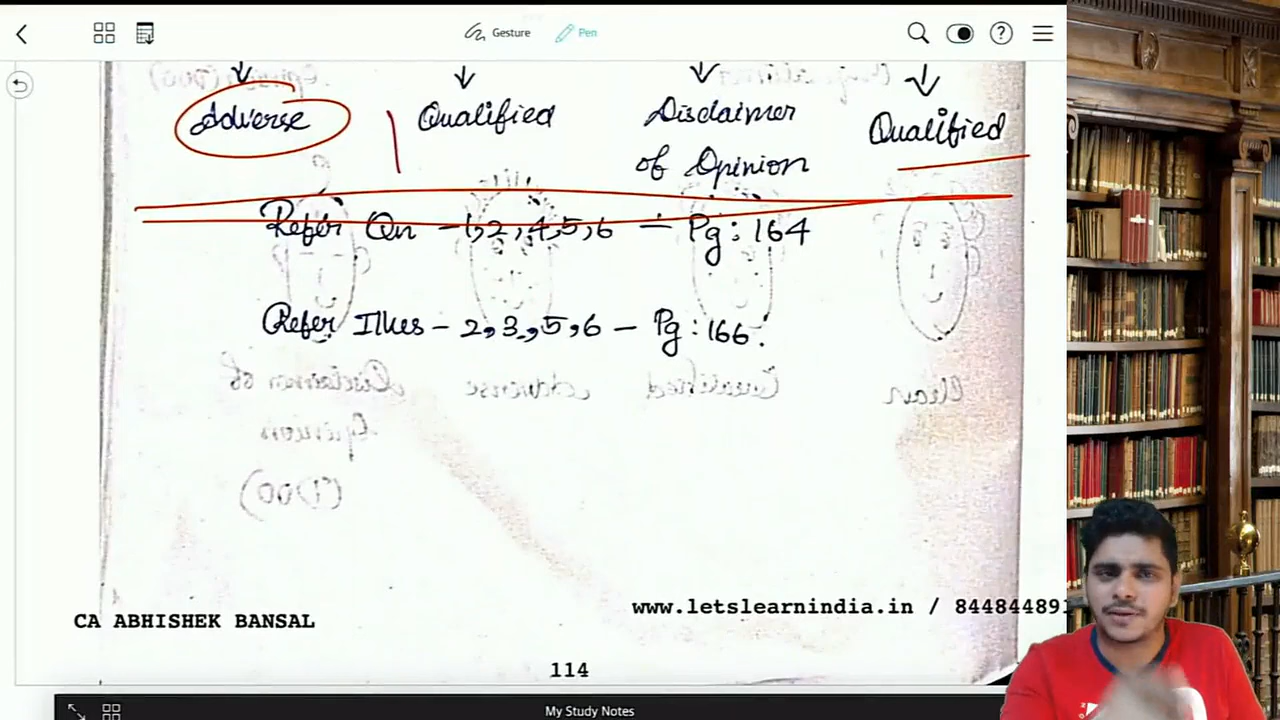 Gesture Pen
Adverse Qualified Disclaimer of Opinion Qualified
Refer Qn - 1,2,4,5,6 - Pg: 164
Refer Illus - 2,3,5,6 - Pg: 166.
www.letslearnindia.in / 84484489
CA ABHISHEK BANSAL
114
My Study Notes